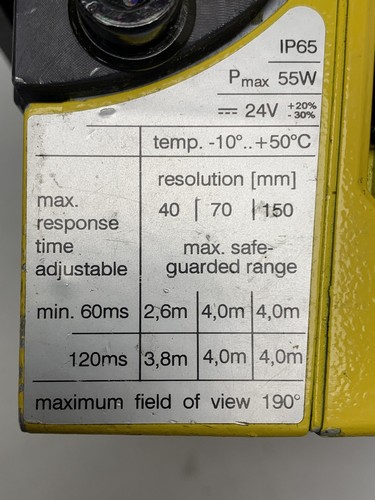 IP65
Pmax 55W
⎓ 24V +20% -30%
temp. -10°..+50°C
resolution [mm]
40 70 150
max.
response
time
adjustable
max. safe-
guarded range
min. 60ms 2,6m 4,0m 4,0m
120ms 3,8m 4,0m 4,0m
maximum field of view 190°